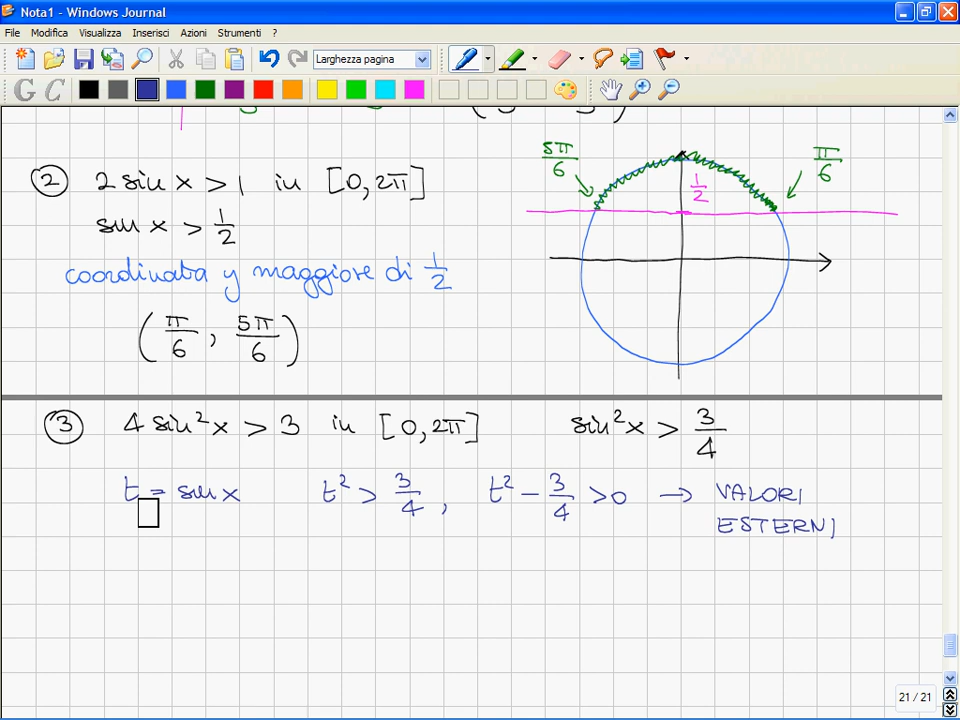 Nota1 - Windows Journal
File Modifica Visualizza Inserisci Azioni Strumenti ?
Larghezza pagina
G C
② 2 sin x > 1 in [0, 2π]
sin x > 1/2
coordinata y maggiore di 1/2
(π/6, 5π/6)
5π/6
π/6
1/2
③ 4 sin²x > 3 in [0, 2π] sin²x > 3/4
t = sin x t² > 3/4, t² - 3/4 > 0 → VALORI
ESTERNI
21 / 21